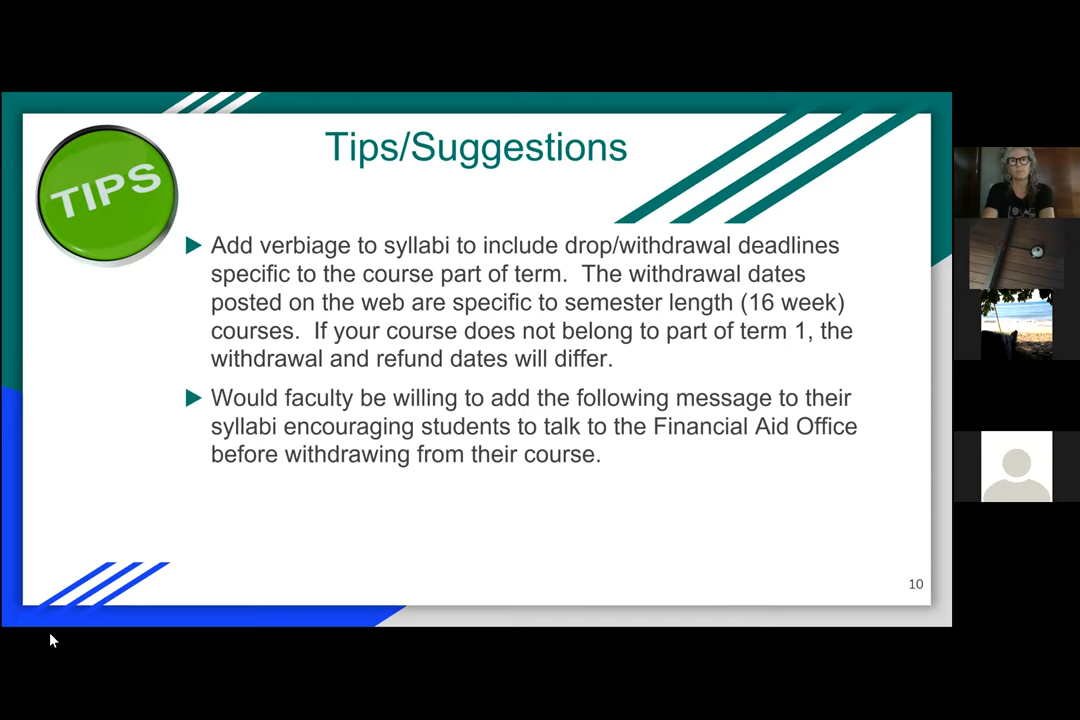 TIPS
Tips/Suggestions
Add verbiage to syllabi to include drop/withdrawal deadlines
specific to the course part of term.  The withdrawal dates
posted on the web are specific to semester length (16 week)
courses.  If your course does not belong to part of term 1, the
withdrawal and refund dates will differ.
Would faculty be willing to add the following message to their
syllabi encouraging students to talk to the Financial Aid Office
before withdrawing from their course.
10